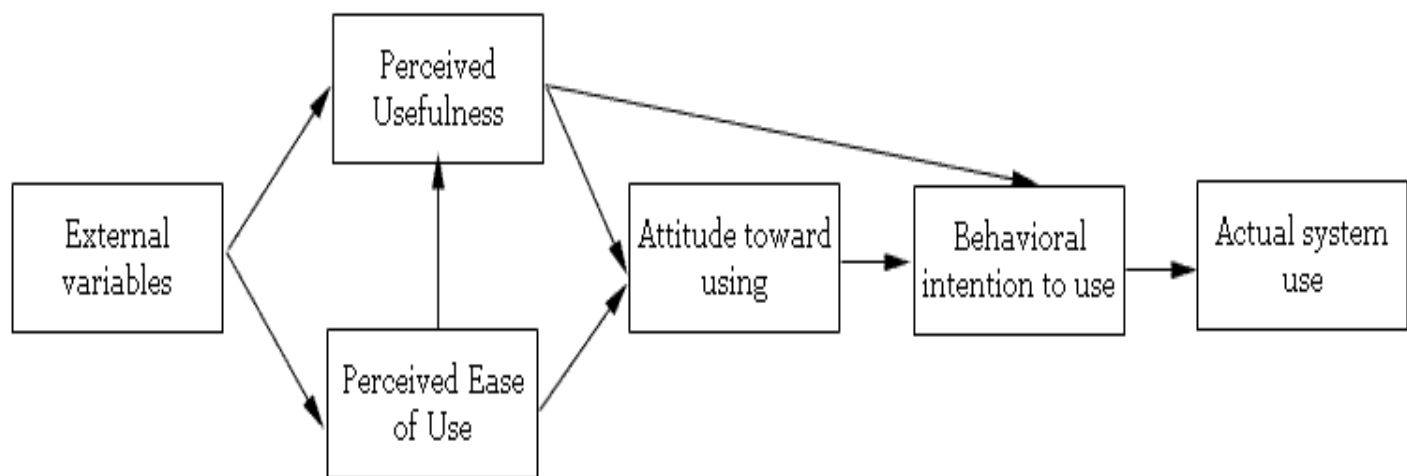 Perceived
Usefulness
External
variables
Attitude toward
using
Behavioral
intention to use
Actual system
use
Perceived Ease
of Use